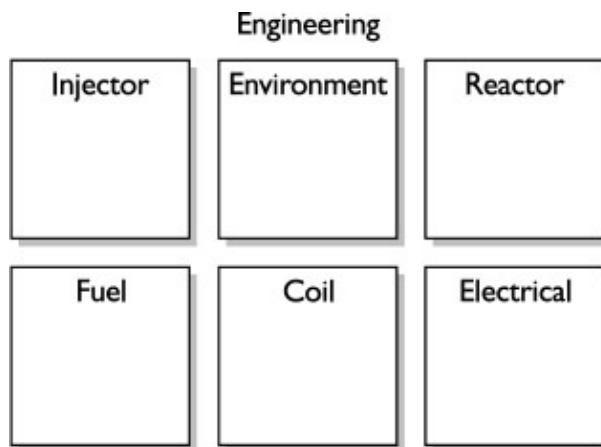 Engineering
Injector
Environment
Reactor
Fuel
Coil
Electrical